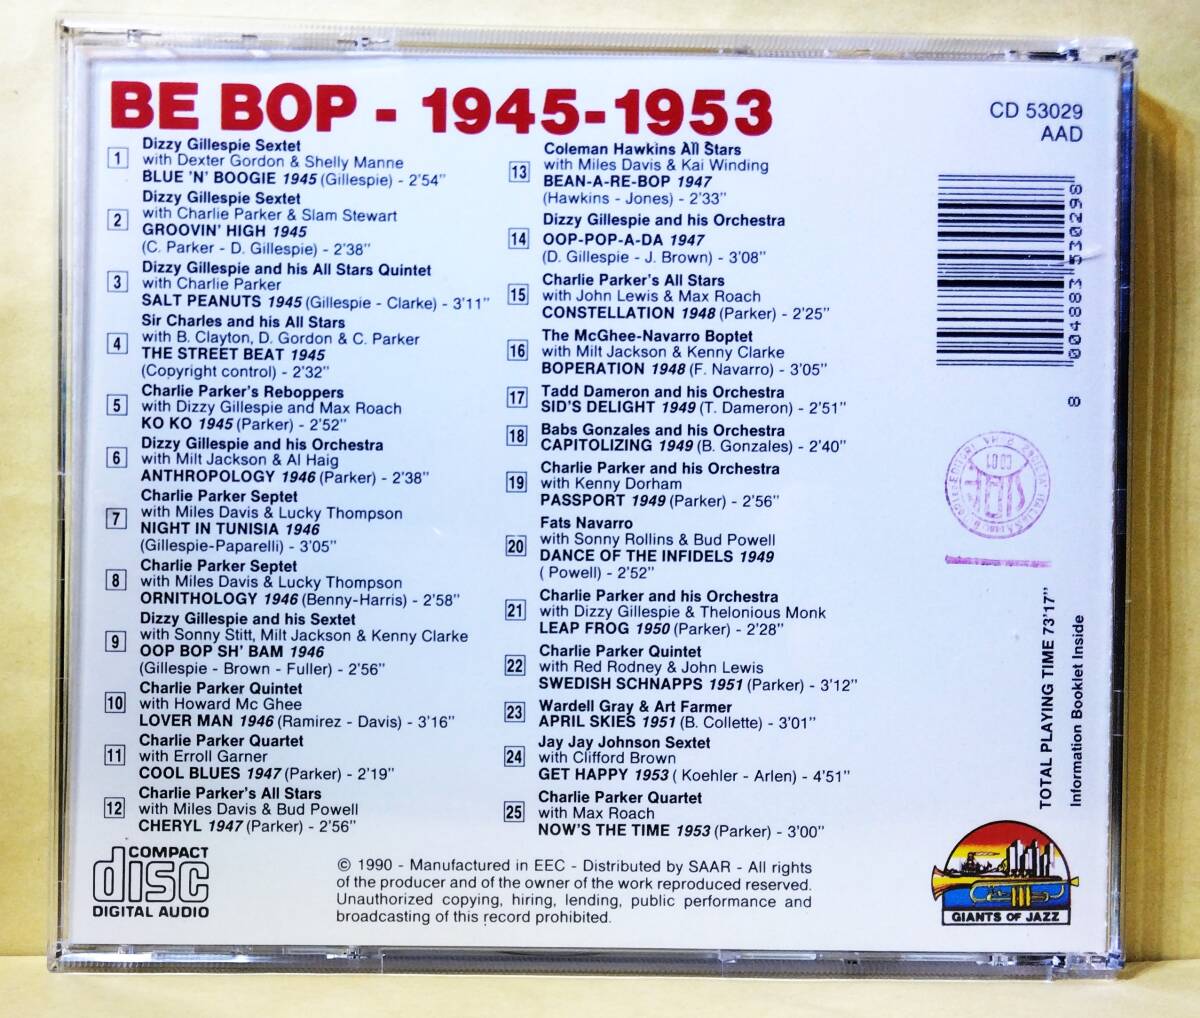 BE BOP - 1945-1953
CD 53029
AAD
1
Dizzy Gillespie Sextet
with Dexter Gordon & Shelly Manne
BLUE 'N' BOOGIE 1945 (Gillespie) - 2'54"
2
Dizzy Gillespie Sextet
with Charlie Parker & Slam Stewart
GROOVIN' HIGH 1945
(C. Parker - D. Gillespie) - 2'38"
3
Dizzy Gillespie and his All Stars Quintet
with Charlie Parker
SALT PEANUTS 1945 (Gillespie - Clarke) - 3'11"
4
Sir Charles and his All Stars
with B. Clayton, D. Gordon & C. Parker
THE STREET BEAT 1945
(Copyright control) - 2'32"
5
Charlie Parker's Reboppers
with Dizzy Gillespie and Max Roach
KO KO 1945 (Parker) - 2'52"
6
Dizzy Gillespie and his Orchestra
with Milt Jackson & Al Haig
ANTHROPOLOGY 1946 (Parker) - 2'38"
7
Charlie Parker Septet
with Miles Davis & Lucky Thompson
NIGHT IN TUNISIA 1946
(Gillespie-Paparelli) - 3'05"
8
Charlie Parker Septet
with Miles Davis & Lucky Thompson
ORNITHOLOGY 1946 (Benny-Harris) - 2'58"
9
Dizzy Gillespie and his Sextet
with Sonny Stitt, Milt Jackson & Kenny Clarke
OOP BOP SH' BAM 1946
(Gillespie - Brown - Fuller) - 2'56"
10
Charlie Parker Quintet
with Howard Mc Ghee
LOVER MAN 1946 (Ramirez - Davis) - 3'16"
11
Charlie Parker Quartet
with Erroll Garner
COOL BLUES 1947 (Parker) - 2'19"
12
Charlie Parker's All Stars
with Miles Davis & Bud Powell
CHERYL 1947 (Parker) - 2'56"
13
Coleman Hawkins All Stars
with Miles Davis & Kai Winding
BEAN-A-RE-BOP 1947
(Hawkins - Jones) - 2'33"
14
Dizzy Gillespie and his Orchestra
OOP-POP-A-DA 1947
(D. Gillespie - J. Brown) - 3'08"
15
Charlie Parker's All Stars
with John Lewis & Max Roach
CONSTELLATION 1948 (Parker) - 2'25"
16
The McGhee-Navarro Boptet
with Milt Jackson & Kenny Clarke
BOPERATION 1948 (F. Navarro) - 3'05"
17
Tadd Dameron and his Orchestra
SID'S DELIGHT 1949 (T. Dameron) - 2'51"
18
Babs Gonzales and his Orchestra
CAPITOLIZING 1949 (B. Gonzales) - 2'40"
19
Charlie Parker and his Orchestra
with Kenny Dorham
PASSPORT 1949 (Parker) - 2'56"
20
Fats Navarro
with Sonny Rollins & Bud Powell
DANCE OF THE INFIDELS 1949
( Powell) - 2'52"
21
Charlie Parker and his Orchestra
with Dizzy Gillespie & Thelonious Monk
LEAP FROG 1950 (Parker) - 2'28"
22
Charlie Parker Quintet
with Red Rodney & John Lewis
SWEDISH SCHNAPPS 1951 (Parker) - 3'12"
23
Wardell Gray & Art Farmer
APRIL SKIES 1951 (B. Collette) - 3'01"
24
Jay Jay Johnson Sextet
with Clifford Brown
GET HAPPY 1953 ( Koehler - Arlen) - 4'51"
25
Charlie Parker Quartet
with Max Roach
NOW'S THE TIME 1953 (Parker) - 3'00"
8 004883 530298
TOTAL PLAYING TIME 73'17"
Information Booklet Inside
COMPACT
disc
DIGITAL AUDIO
© 1990 - Manufactured in EEC - Distributed by SAAR - All rights
of the producer and of the owner of the work reproduced reserved.
Unauthorized copying, hiring, lending, public performance and
broadcasting of this record prohibited.
GIANTS OF JAZZ